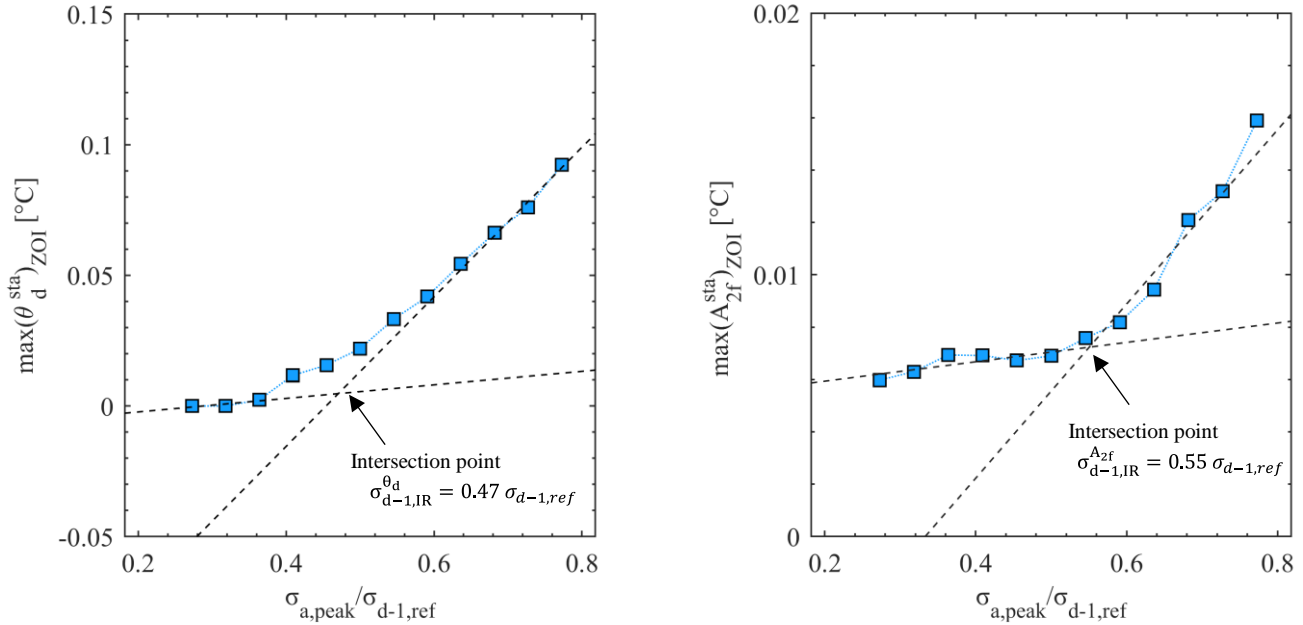 0.15
0.1
0.05
0
-0.05
max(θ_d^sta)_ZOI [°C]
Intersection point
σ_d−1,IR^θd = 0.47 σ_d−1,ref
0.2 0.4 0.6 0.8
σ_a,peak/σ_d-1,ref
0.02
0.01
0
max(A_2f^sta)_ZOI [°C]
Intersection point
σ_d−1,IR^A2f = 0.55 σ_d−1,ref
0.2 0.4 0.6 0.8
σ_a,peak/σ_d-1,ref